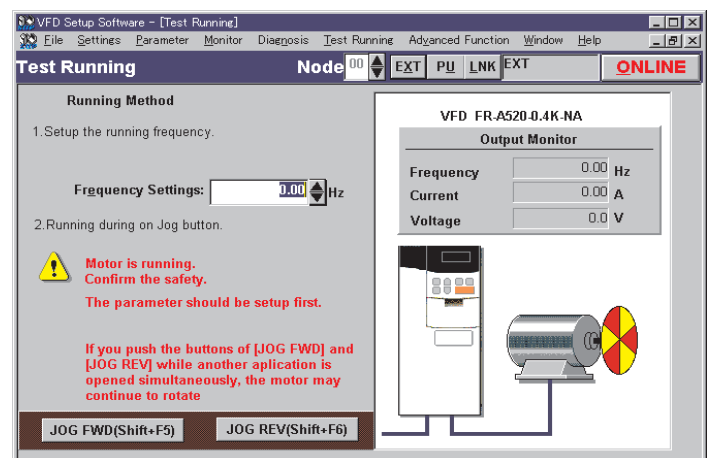 VFD Setup Software - [Test Running]
File Settings Parameter Monitor Diagnosis Test Running Advanced Function Window Help
Test Running Node 00 EXT PU LNK EXT ONLINE
Running Method
1.Setup the running frequency.
Frequency Settings: 0.00 Hz
2.Running during on Jog button.
Motor is running.
Confirm the safety.
The parameter should be setup first.
If you push the buttons of [JOG FWD] and
[JOG REV] while another aplication is
opened simultaneously, the motor may
continue to rotate
JOG FWD(Shift+F5) JOG REV(Shift+F6)
VFD FR-A520-0.4K-NA
Output Monitor
Frequency 0.00 Hz
Current 0.00 A
Voltage 0.0 V